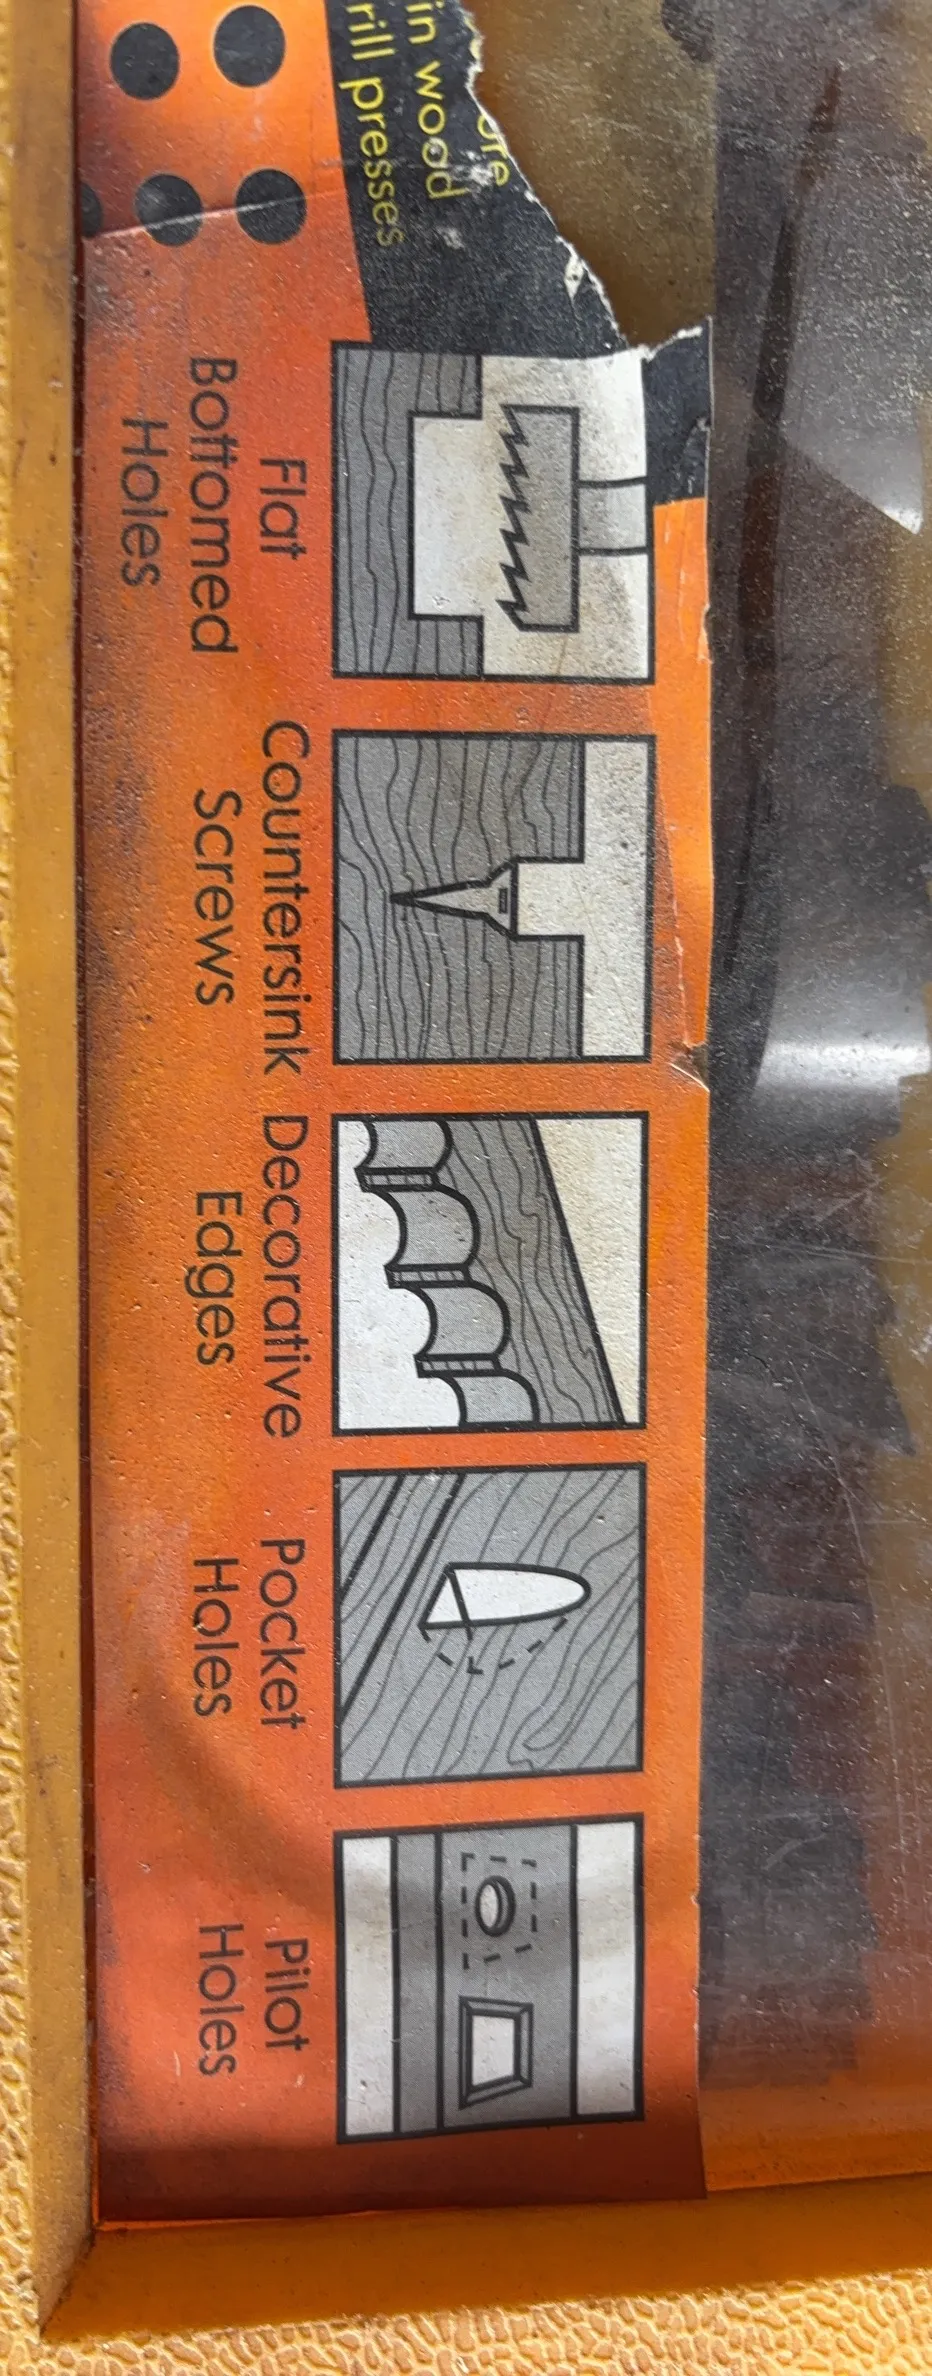 in wood
rill presses
Flat
Bottomed
Holes
Countersink
Screws
Decorative
Edges
Pocket
Holes
Pilot
Holes